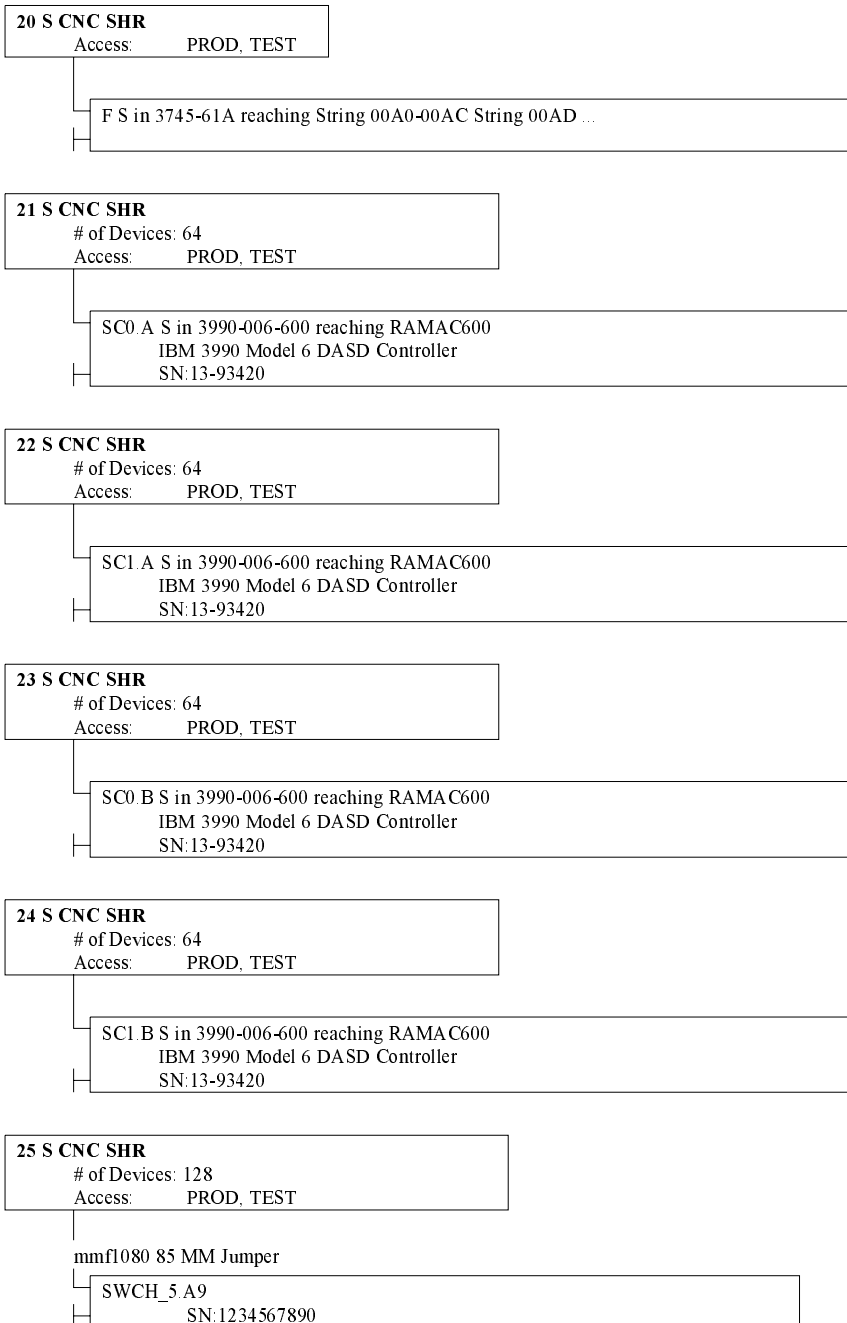 20 S CNC SHR
Access: PROD, TEST
F S in 3745-61A reaching String 00A0-00AC String 00AD ...
21 S CNC SHR
# of Devices: 64
Access: PROD, TEST
SC0.A S in 3990-006-600 reaching RAMAC600
IBM 3990 Model 6 DASD Controller
SN:13-93420
22 S CNC SHR
# of Devices: 64
Access: PROD, TEST
SC1.A S in 3990-006-600 reaching RAMAC600
IBM 3990 Model 6 DASD Controller
SN:13-93420
23 S CNC SHR
# of Devices: 64
Access: PROD, TEST
SC0.B S in 3990-006-600 reaching RAMAC600
IBM 3990 Model 6 DASD Controller
SN:13-93420
24 S CNC SHR
# of Devices: 64
Access: PROD, TEST
SC1.B S in 3990-006-600 reaching RAMAC600
IBM 3990 Model 6 DASD Controller
SN:13-93420
25 S CNC SHR
# of Devices: 128
Access: PROD, TEST
mmf1080 85 MM Jumper
SWCH_5.A9
SN:1234567890